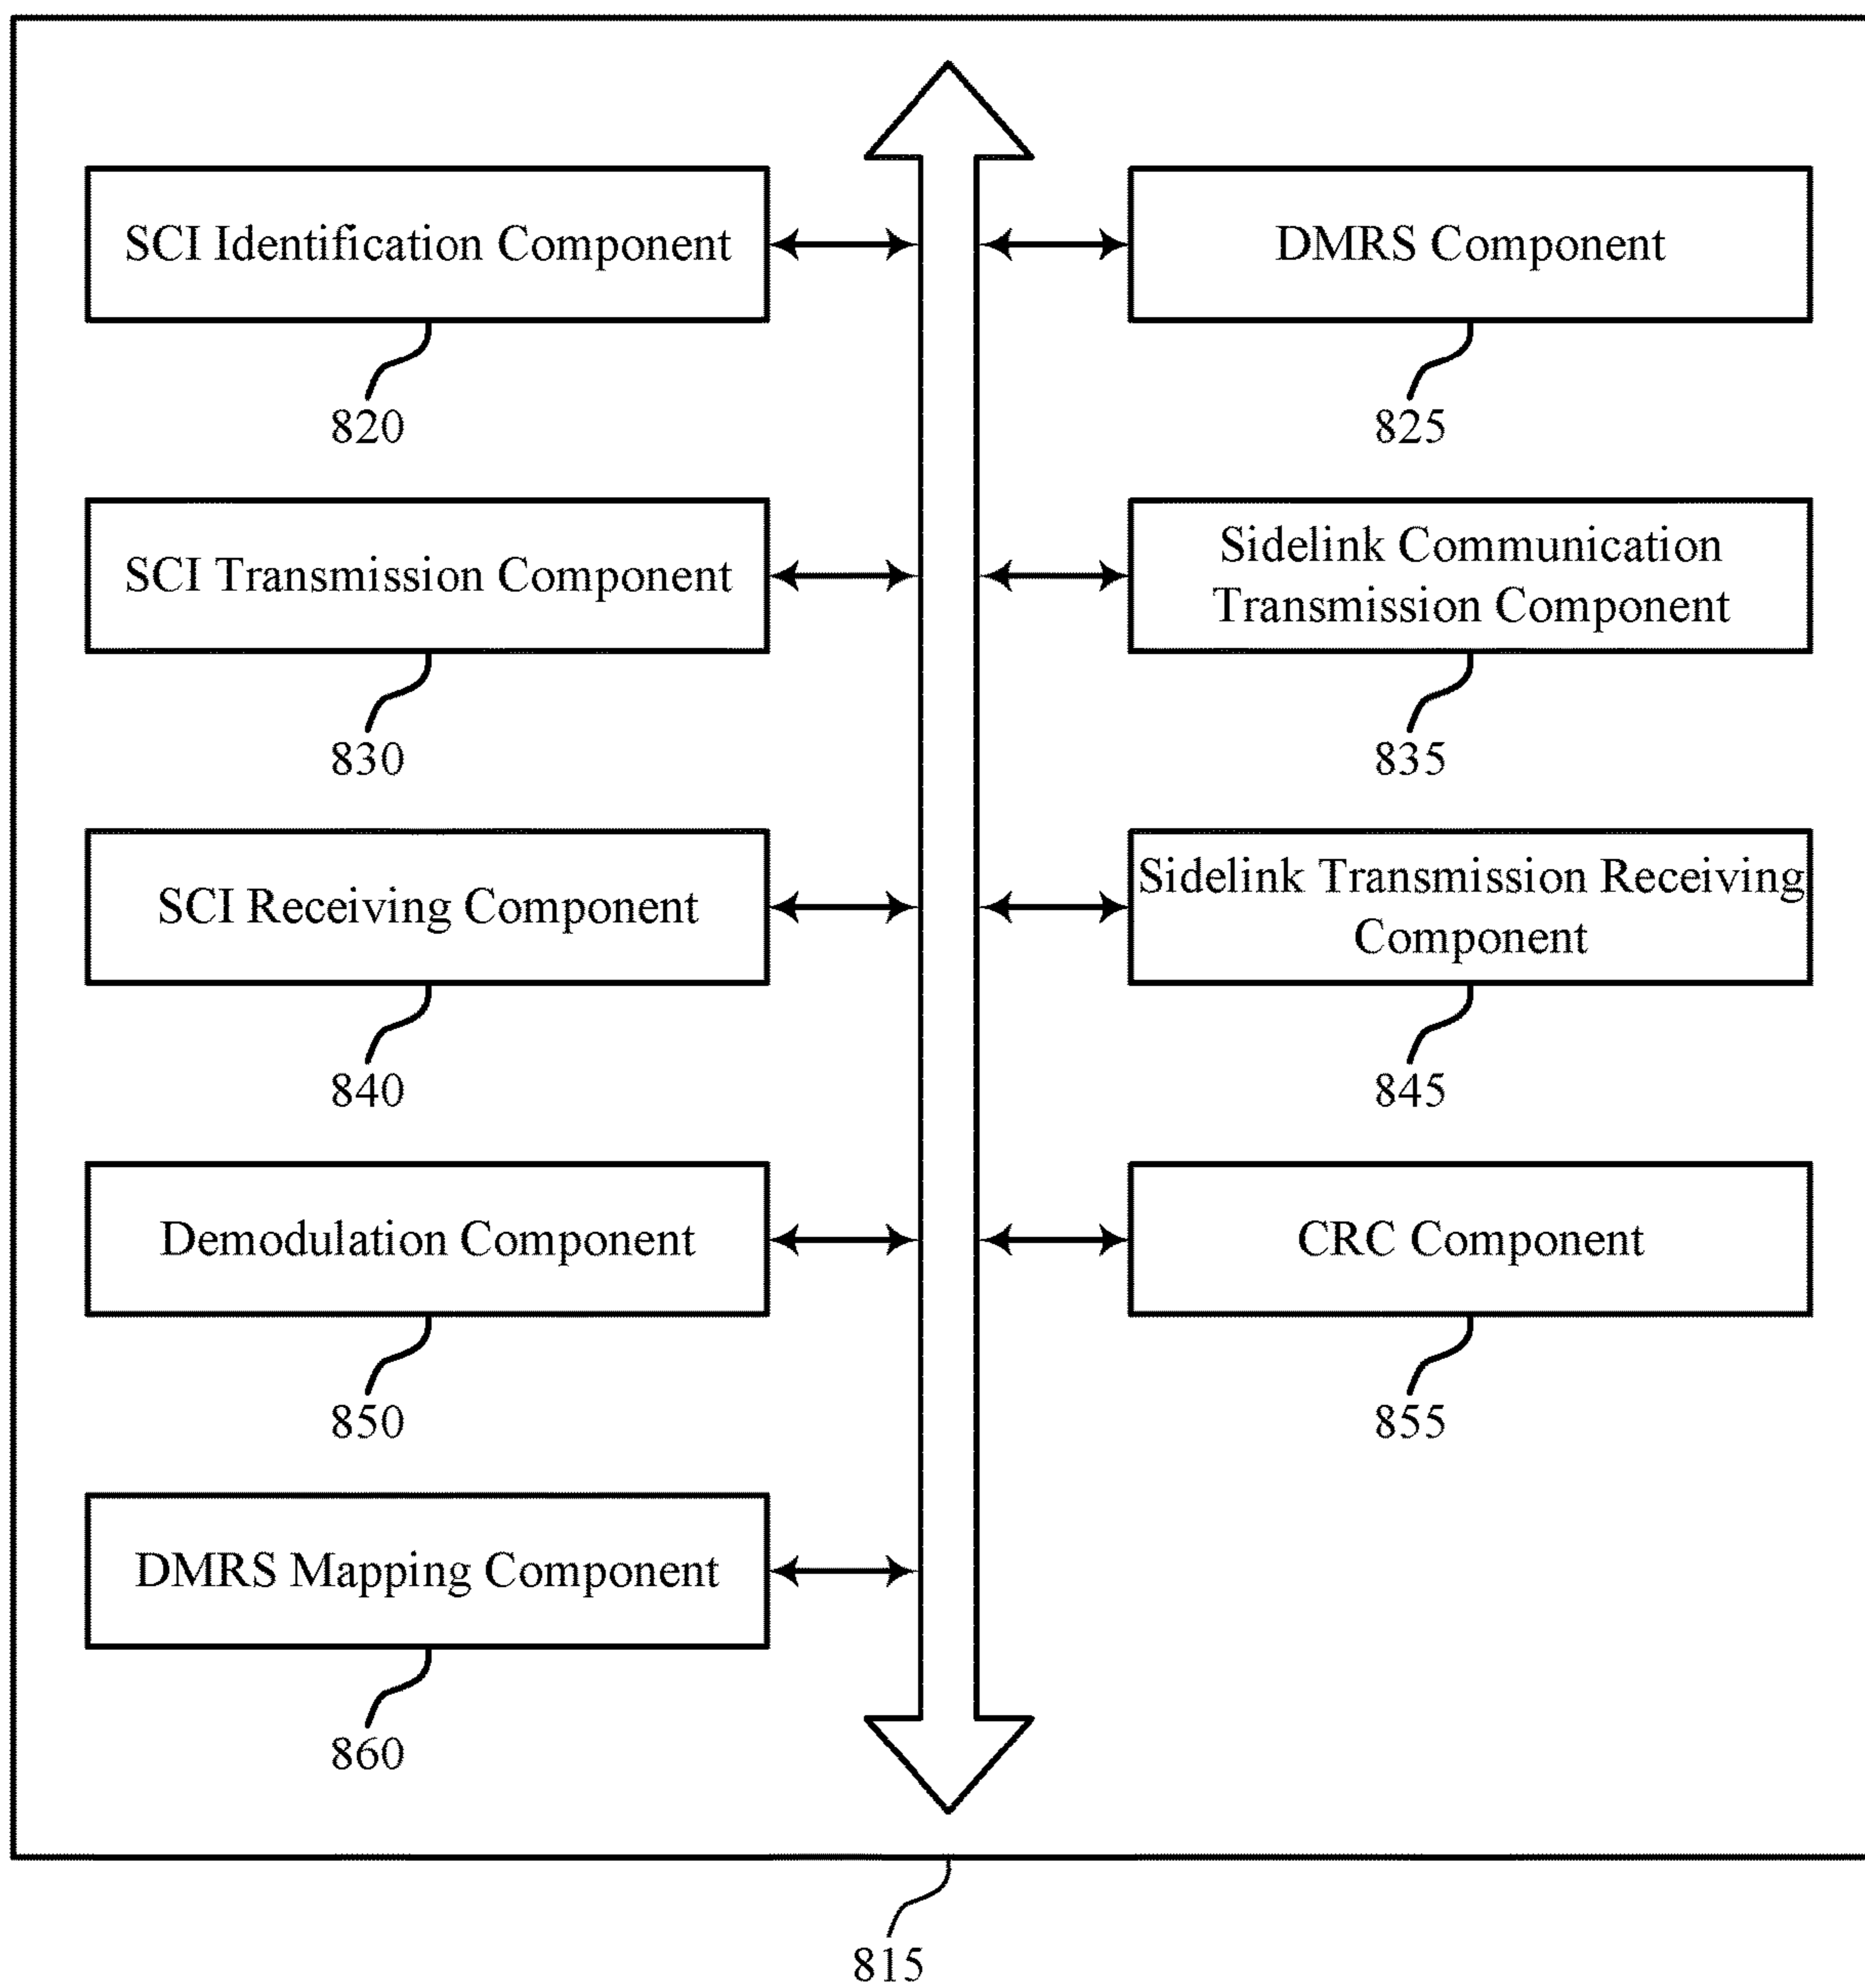 SCI Identification Component
820
DMRS Component
825
SCI Transmission Component
830
Sidelink Communication
Transmission Component
835
SCI Receiving Component
840
Sidelink Transmission Receiving
Component
845
Demodulation Component
850
CRC Component
855
DMRS Mapping Component
860
815